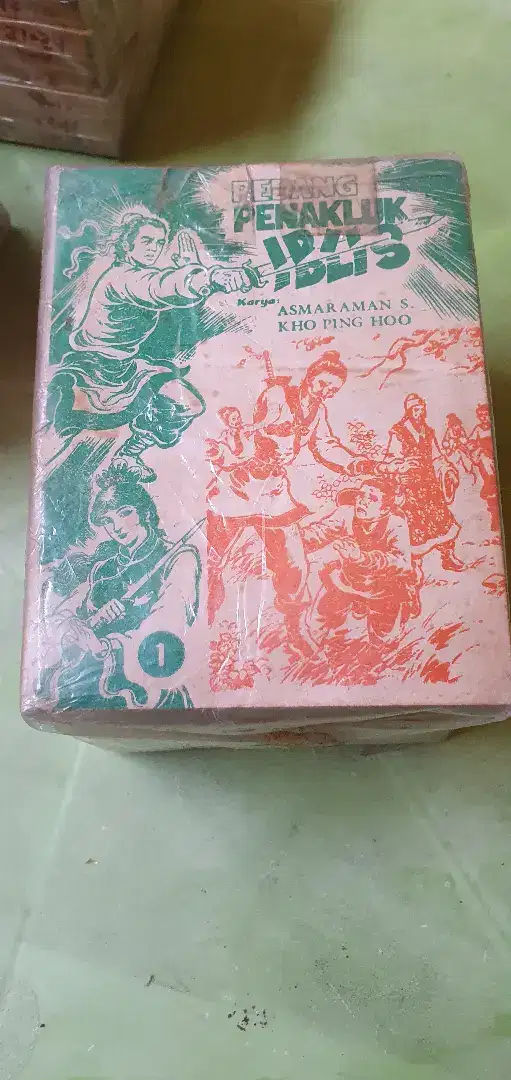 PEDANG
PENAKLUK
IBLIS
Karya:
ASMARAMAN S.
KHO PING HOO
1